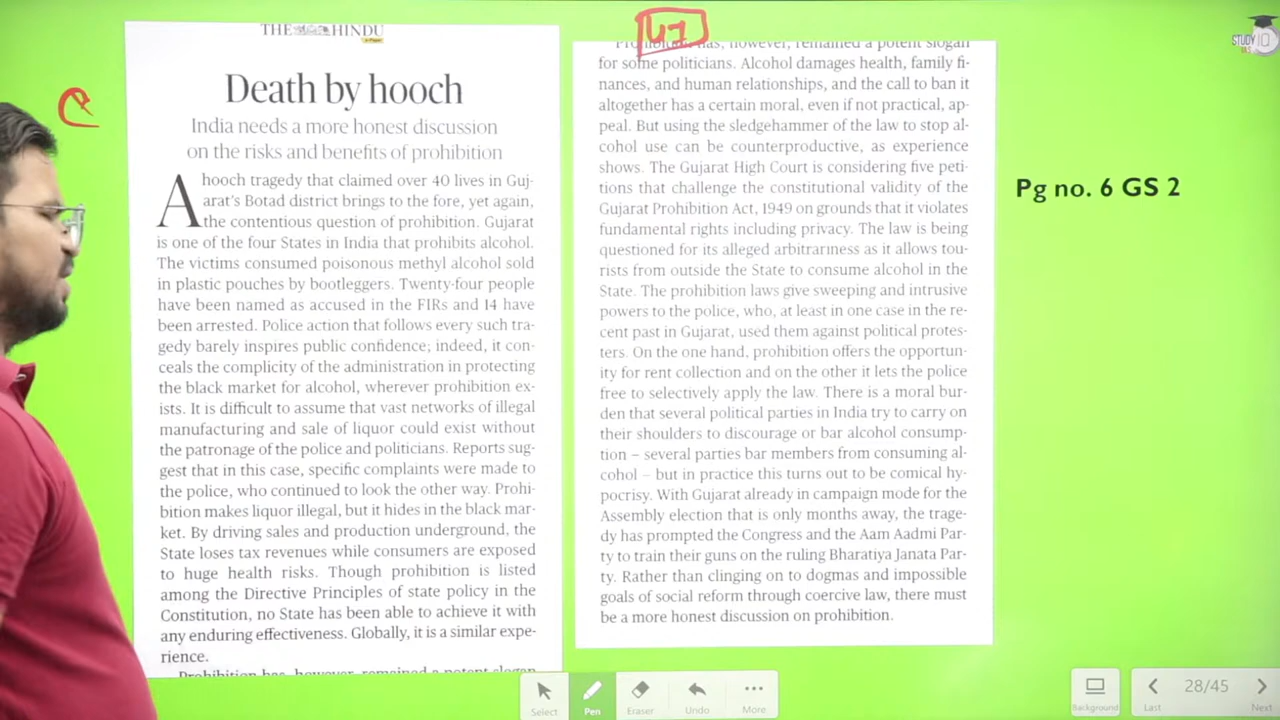 THE HINDU
e-Paper
Death by hooch
India needs a more honest discussion
on the risks and benefits of prohibition
A hooch tragedy that claimed over 40 lives in Guj-
arat's Botad district brings to the fore, yet again,
the contentious question of prohibition. Gujarat
is one of the four States in India that prohibits alcohol.
The victims consumed poisonous methyl alcohol sold
in plastic pouches by bootleggers. Twenty-four people
have been named as accused in the FIRs and 14 have
been arrested. Police action that follows every such tra-
gedy barely inspires public confidence; indeed, it con-
ceals the complicity of the administration in protecting
the black market for alcohol, wherever prohibition ex-
ists. It is difficult to assume that vast networks of illegal
manufacturing and sale of liquor could exist without
the patronage of the police and politicians. Reports sug-
gest that in this case, specific complaints were made to
the police, who continued to look the other way. Prohi-
bition makes liquor illegal, but it hides in the black mar-
ket. By driving sales and production underground, the
State loses tax revenues while consumers are exposed
to huge health risks. Though prohibition is listed
among the Directive Principles of state policy in the
Constitution, no State has been able to achieve it with
any enduring effectiveness. Globally, it is a similar expe-
rience.
Prohibition has, however, remained a potent slogan
47
Prohibition has, however, remained a potent slogan
for some politicians. Alcohol damages health, family fi-
nances, and human relationships, and the call to ban it
altogether has a certain moral, even if not practical, ap-
peal. But using the sledgehammer of the law to stop al-
cohol use can be counterproductive, as experience
shows. The Gujarat High Court is considering five peti-
tions that challenge the constitutional validity of the
Gujarat Prohibition Act, 1949 on grounds that it violates
fundamental rights including privacy. The law is being
questioned for its alleged arbitrariness as it allows tou-
rists from outside the State to consume alcohol in the
State. The prohibition laws give sweeping and intrusive
powers to the police, who, at least in one case in the re-
cent past in Gujarat, used them against political protes-
ters. On the one hand, prohibition offers the opportun-
ity for rent collection and on the other it lets the police
free to selectively apply the law. There is a moral bur-
den that several political parties in India try to carry on
their shoulders to discourage or bar alcohol consump-
tion – several parties bar members from consuming al-
cohol – but in practice this turns out to be comical hy-
pocrisy. With Gujarat already in campaign mode for the
Assembly election that is only months away, the trage-
dy has prompted the Congress and the Aam Aadmi Par-
ty to train their guns on the ruling Bharatiya Janata Par-
ty. Rather than clinging on to dogmas and impossible
goals of social reform through coercive law, there must
be a more honest discussion on prohibition.
Pg no. 6 GS 2
STUDY IQ
Select
Pen
Eraser
Undo
More
Background
Last
28/45
Next